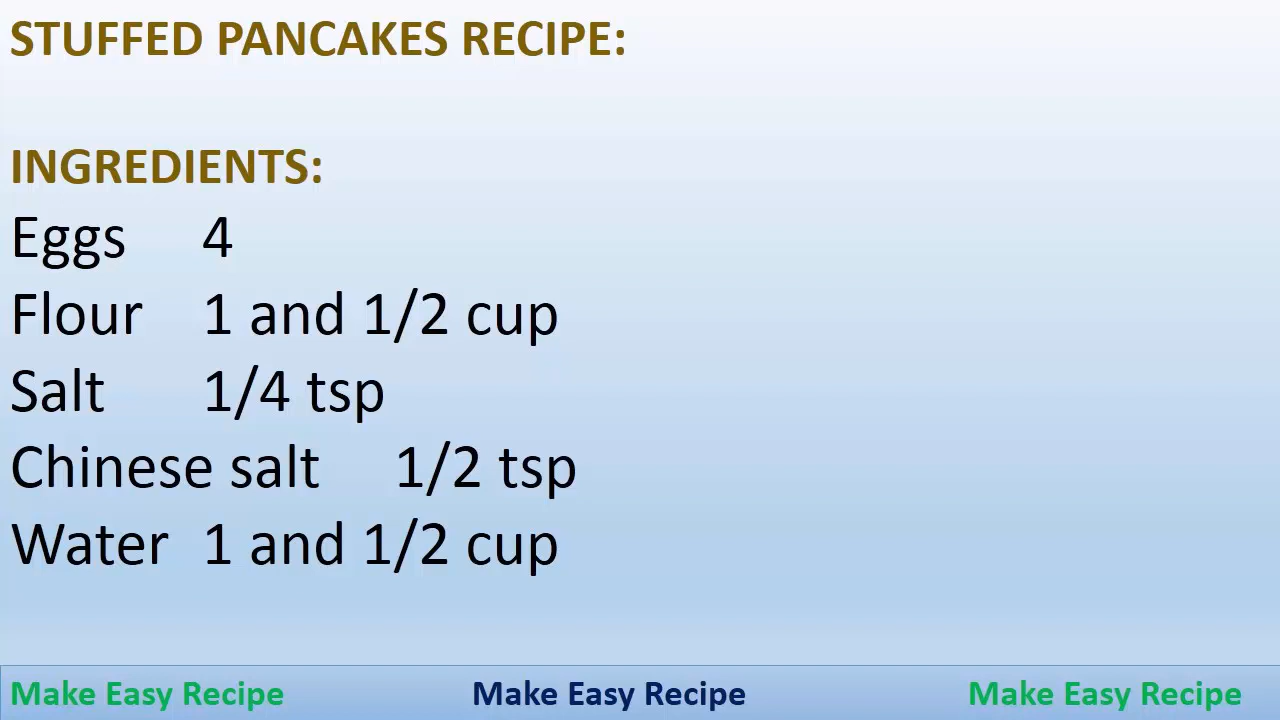 STUFFED PANCAKES RECIPE:
INGREDIENTS:
Eggs 4
Flour 1 and 1/2 cup
Salt 1/4 tsp
Chinese salt 1/2 tsp
Water 1 and 1/2 cup
Make Easy Recipe Make Easy Recipe Make Easy Recipe